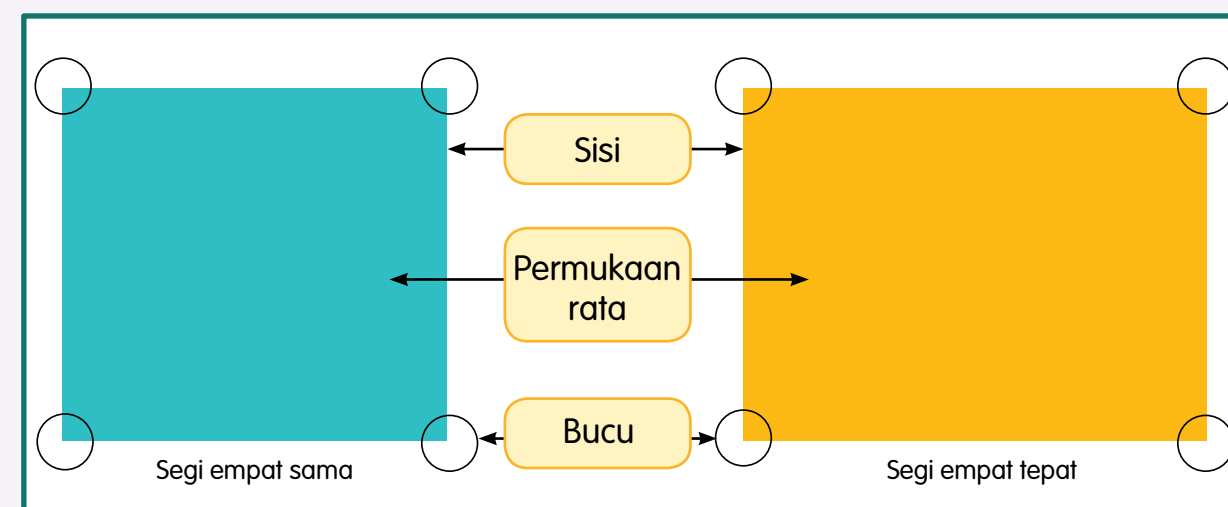 Sisi
Permukaan
rata
Bucu
Segi empat sama
Segi empat tepat